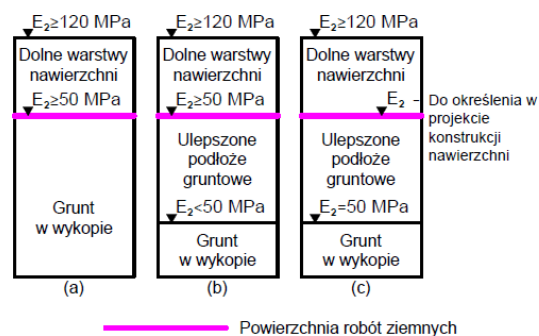 E₂≥120 MPa
Dolne warstwy
nawierzchni
E₂≥50 MPa
Grunt
w wykopie
(a)
E₂≥120 MPa
Dolne warstwy
nawierzchni
E₂≥50 MPa
Ulepszone
podłoże
gruntowe
E₂<50 MPa
Grunt
w wykopie
(b)
E₂≥120 MPa
Dolne warstwy
nawierzchni
E₂ - Do określenia w
projekcie
konstrukcji
nawierzchni
Ulepszone
podłoże
gruntowe
E₂=50 MPa
Grunt
w wykopie
(c)
Powierzchnia robót ziemnych